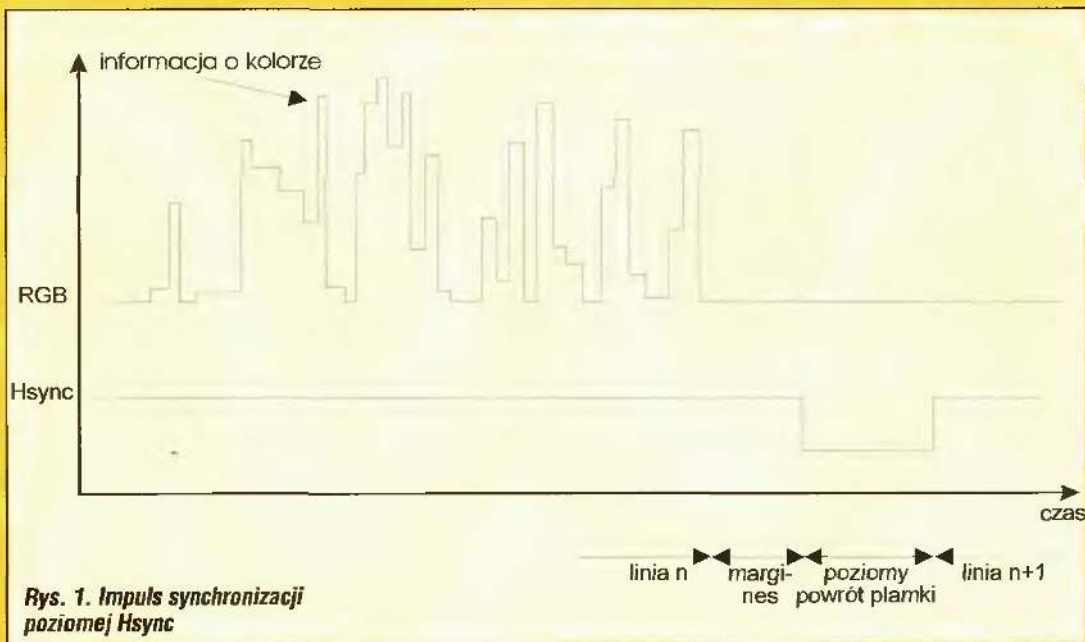 informacja o kolorze
RGB
Hsync
czas
linia n
margi-
nes
poziomy
powrót plamki
linia n+1
Rys. 1. Impuls synchronizacji
poziomej Hsync